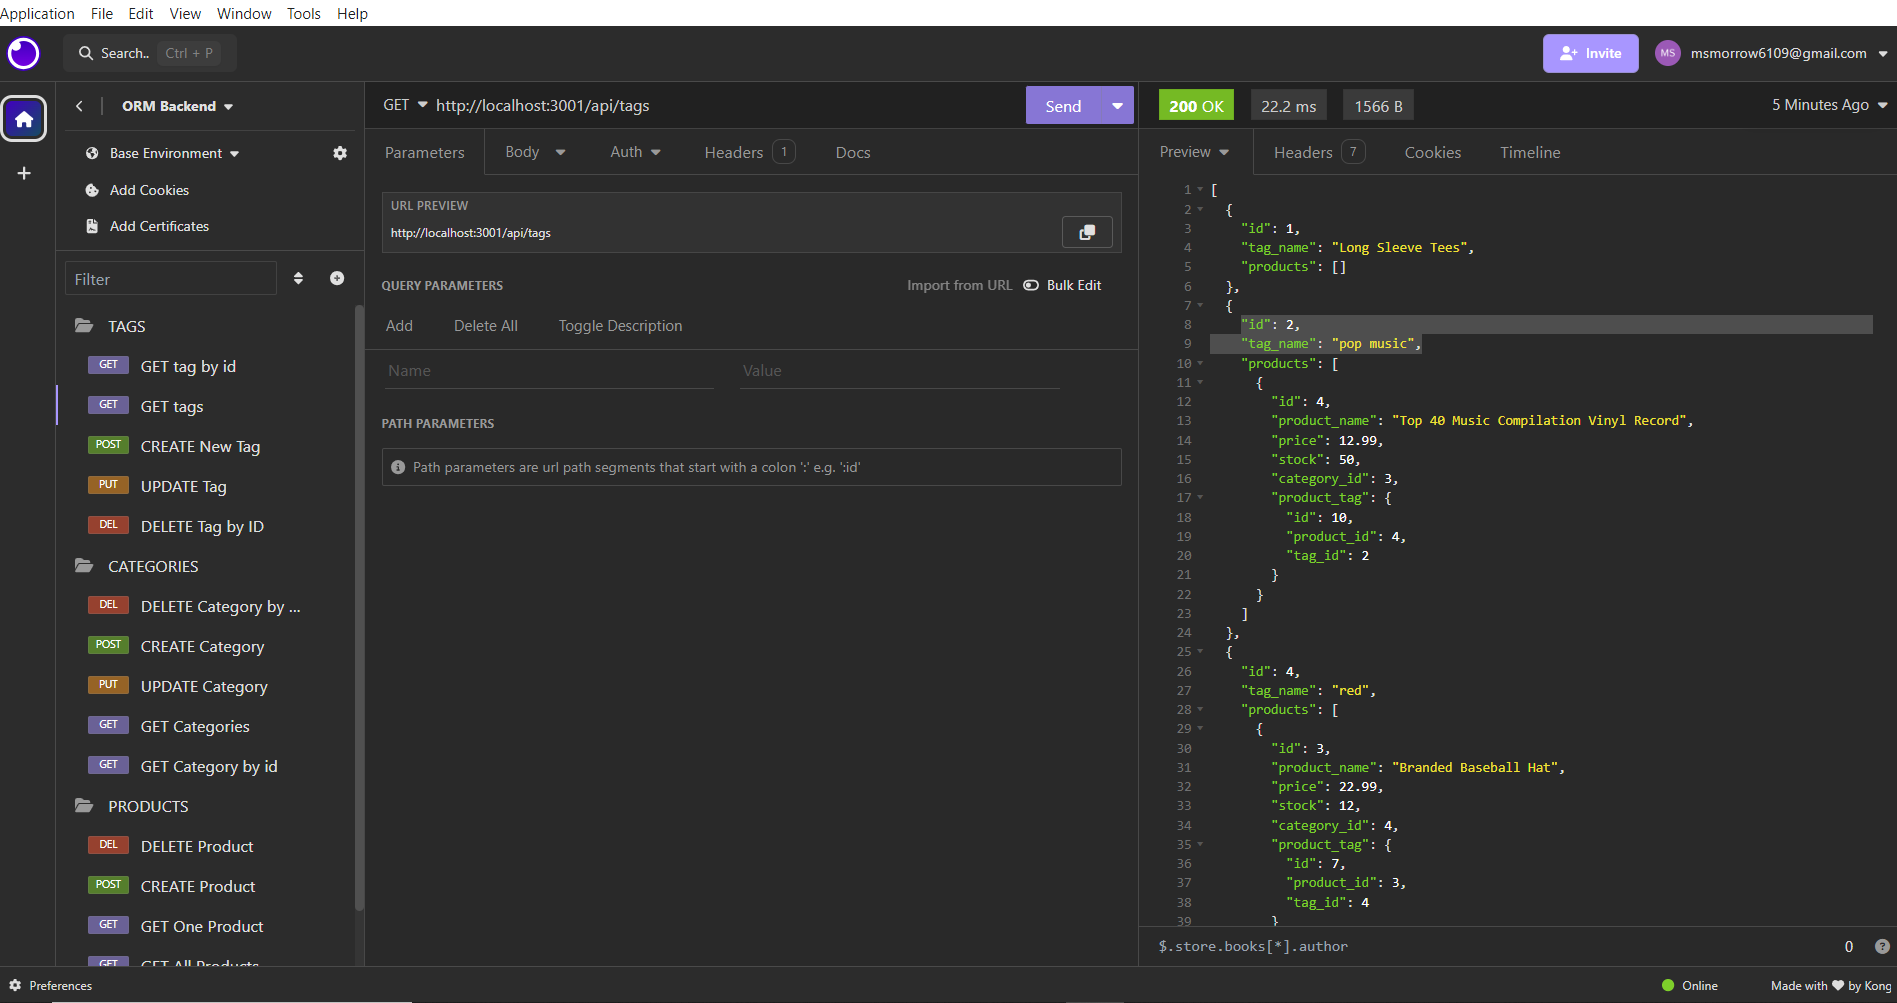 Application File Edit View Window Tools Help
Search.. Ctrl + P
Invite
MS msmorrow6109@gmail.com
ORM Backend
Base Environment
Add Cookies
Add Certificates
Filter
TAGS
GET GET tag by id
GET GET tags
POST CREATE New Tag
PUT UPDATE Tag
DEL DELETE Tag by ID
CATEGORIES
DEL DELETE Category by ...
POST CREATE Category
PUT UPDATE Category
GET GET Categories
GET GET Category by id
PRODUCTS
DEL DELETE Product
POST CREATE Product
GET GET One Product
GET GET All Products
GET http://localhost:3001/api/tags
Send
Parameters Body Auth Headers 1 Docs
URL PREVIEW
http://localhost:3001/api/tags
QUERY PARAMETERS
Import from URL Bulk Edit
Add Delete All Toggle Description
Name Value
PATH PARAMETERS
Path parameters are url path segments that start with a colon ':' e.g. ':id'
200 OK 22.2 ms 1566 B 5 Minutes Ago
Preview Headers 7 Cookies Timeline
1 [
2 {
3 "id": 1,
4 "tag_name": "Long Sleeve Tees",
5 "products": []
6 },
7 {
8 "id": 2,
9 "tag_name": "pop music",
10 "products": [
11 {
12 "id": 4,
13 "product_name": "Top 40 Music Compilation Vinyl Record",
14 "price": 12.99,
15 "stock": 50,
16 "category_id": 3,
17 "product_tag": {
18 "id": 10,
19 "product_id": 4,
20 "tag_id": 2
21 }
22 }
23 ]
24 },
25 {
26 "id": 4,
27 "tag_name": "red",
28 "products": [
29 {
30 "id": 3,
31 "product_name": "Branded Baseball Hat",
32 "price": 22.99,
33 "stock": 12,
34 "category_id": 4,
35 "product_tag": {
36 "id": 7,
37 "product_id": 3,
38 "tag_id": 4
39 }
$.store.books[*].author 0 ?
Preferences
Online
Made with ❤ by Kong